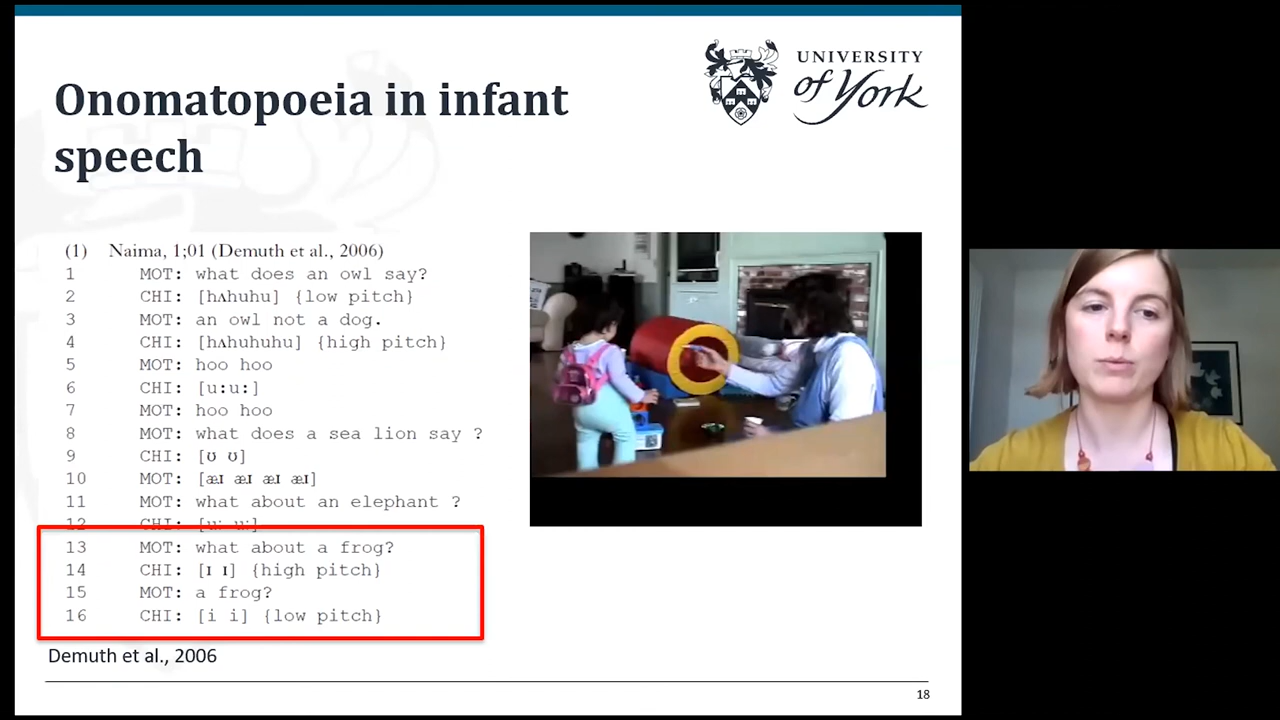 Onomatopoeia in infant
speech
UNIVERSITY
of York
(1) Naima, 1;01 (Demuth et al., 2006)
1 MOT: what does an owl say?
2 CHI: [hʌhuhu] {low pitch}
3 MOT: an owl not a dog.
4 CHI: [hʌhuhuhu] {high pitch}
5 MOT: hoo hoo
6 CHI: [u:u:]
7 MOT: hoo hoo
8 MOT: what does a sea lion say ?
9 CHI: [ʊ ʊ]
10 MOT: [æɪ æɪ æɪ æɪ]
11 MOT: what about an elephant ?
12 CHI: [u: u:]
13 MOT: what about a frog?
14 CHI: [ɪ ɪ] {high pitch}
15 MOT: a frog?
16 CHI: [i i] {low pitch}
Demuth et al., 2006
18